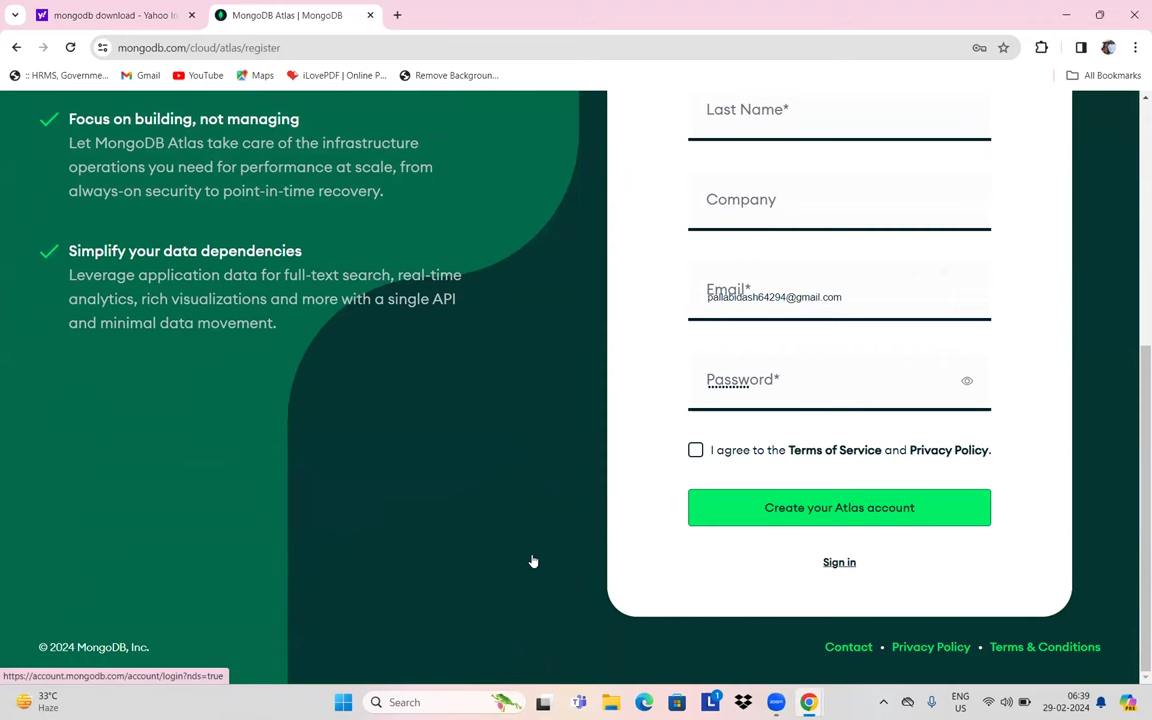 mongodb download - Yahoo In
MongoDB Atlas | MongoDB
mongodb.com/cloud/atlas/register
:: HRMS, Governme...
Gmail
YouTube
Maps
iLovePDF | Online P...
Remove Backgroun...
All Bookmarks
Focus on building, not managing
Let MongoDB Atlas take care of the infrastructure
operations you need for performance at scale, from
always-on security to point-in-time recovery.
Simplify your data dependencies
Leverage application data for full-text search, real-time
analytics, rich visualizations and more with a single API
and minimal data movement.
Last Name*
Company
Email*
pallabidash64294@gmail.com
Password*
I agree to the Terms of Service and Privacy Policy.
Create your Atlas account
Sign in
© 2024 MongoDB, Inc.
Contact • Privacy Policy • Terms & Conditions
https://account.mongodb.com/account/login?nds=true
33°C
Haze
Search
L 1
zoom
ENG
US
06:39
29-02-2024
PRE